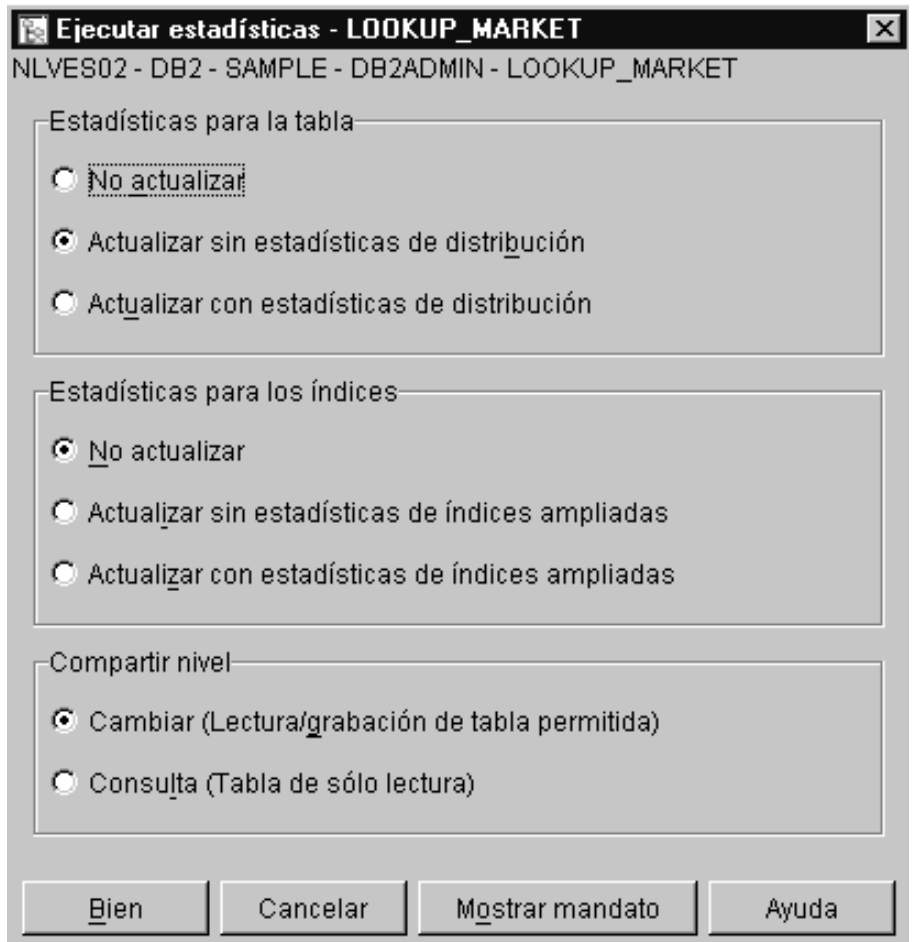 Ejecutar estadísticas - LOOKUP_MARKET
NLVES02 - DB2 - SAMPLE - DB2ADMIN - LOOKUP_MARKET
Estadísticas para la tabla
No actualizar
Actualizar sin estadísticas de distribución
Actualizar con estadísticas de distribución
Estadísticas para los índices
No actualizar
Actualizar sin estadísticas de índices ampliadas
Actualizar con estadísticas de índices ampliadas
Compartir nivel
Cambiar (Lectura/grabación de tabla permitida)
Consulta (Tabla de sólo lectura)
Bien Cancelar Mostrar mandato Ayuda